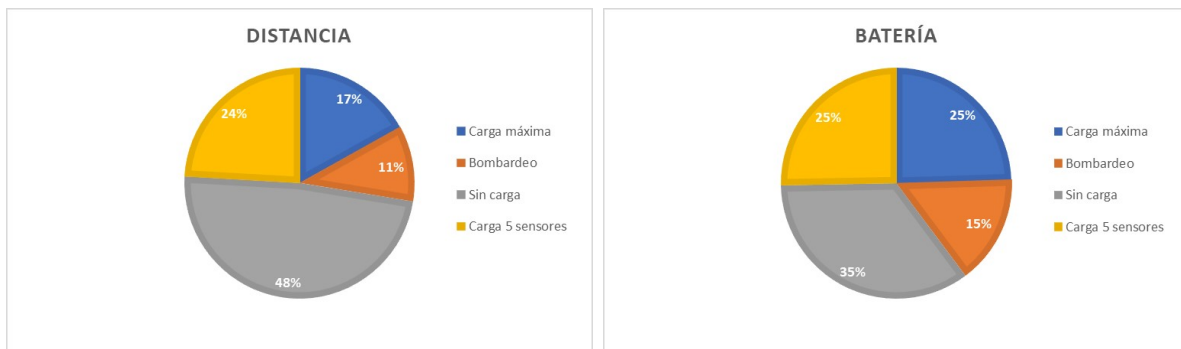 DISTANCIA
17%
11%
48%
24%
Carga máxima
Bombardeo
Sin carga
Carga 5 sensores
BATERÍA
25%
15%
35%
25%
Carga máxima
Bombardeo
Sin carga
Carga 5 sensores